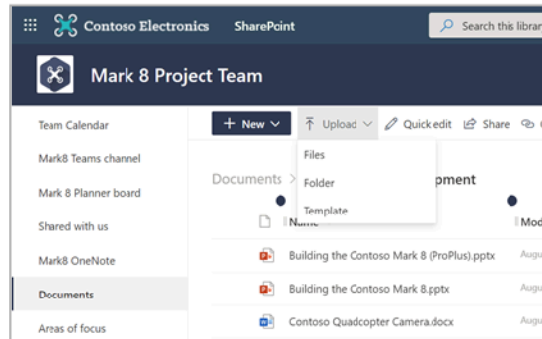 Contoso Electronics SharePoint Search this librar
Mark 8 Project Team
Team Calendar
Mark8 Teams channel
Mark 8 Planner board
Shared with us
Mark8 OneNote
Documents
Areas of focus
+ New Upload Quick edit Share
Files
Folder
Template
Documents > pment
Name Mod
Building the Contoso Mark 8 (ProPlus).pptx Augu
Building the Contoso Mark 8.pptx Augu
Contoso Quadcopter Camera.docx Augu